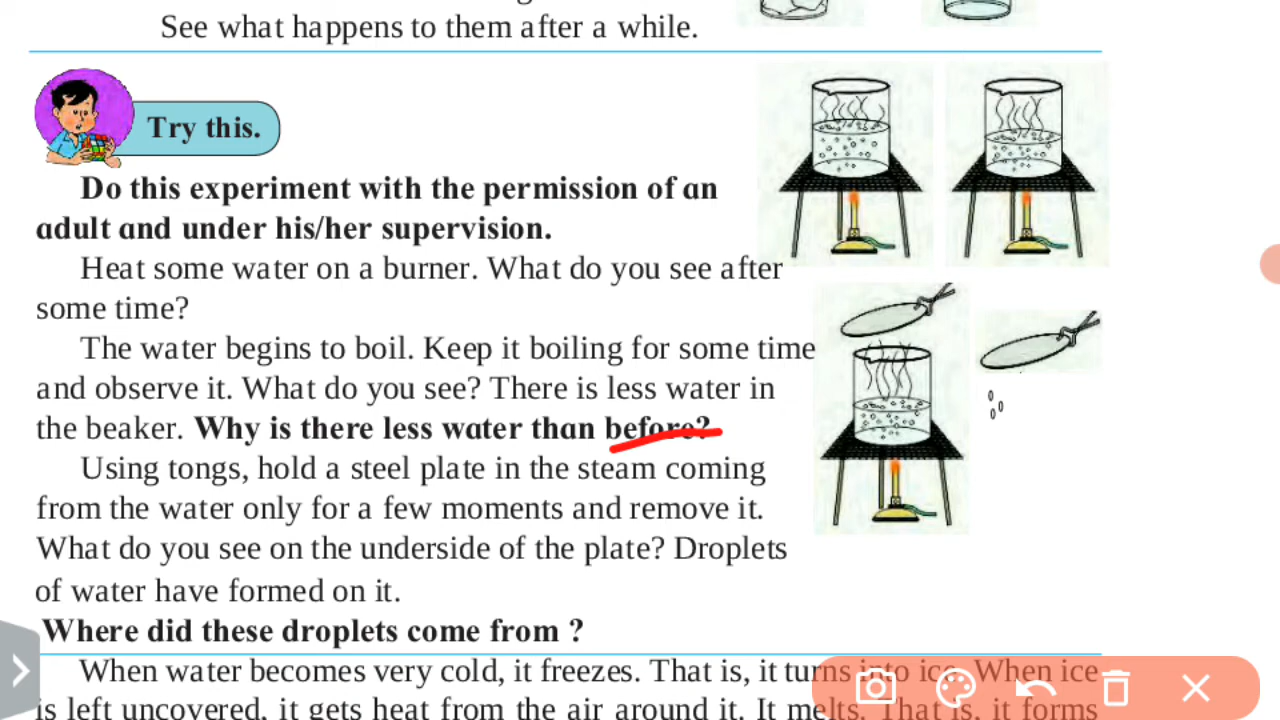 See what happens to them after a while.
Try this.
Do this experiment with the permission of an
adult and under his/her supervision.
Heat some water on a burner. What do you see after
some time?
The water begins to boil. Keep it boiling for some time
and observe it. What do you see? There is less water in
the beaker. Why is there less water than before?
Using tongs, hold a steel plate in the steam coming
from the water only for a few moments and remove it.
What do you see on the underside of the plate? Droplets
of water have formed on it.
Where did these droplets come from ?
When water becomes very cold, it freezes. That is, it turns into ice. When ice
is left uncovered, it gets heat from the air around it. It melts. That is, it forms